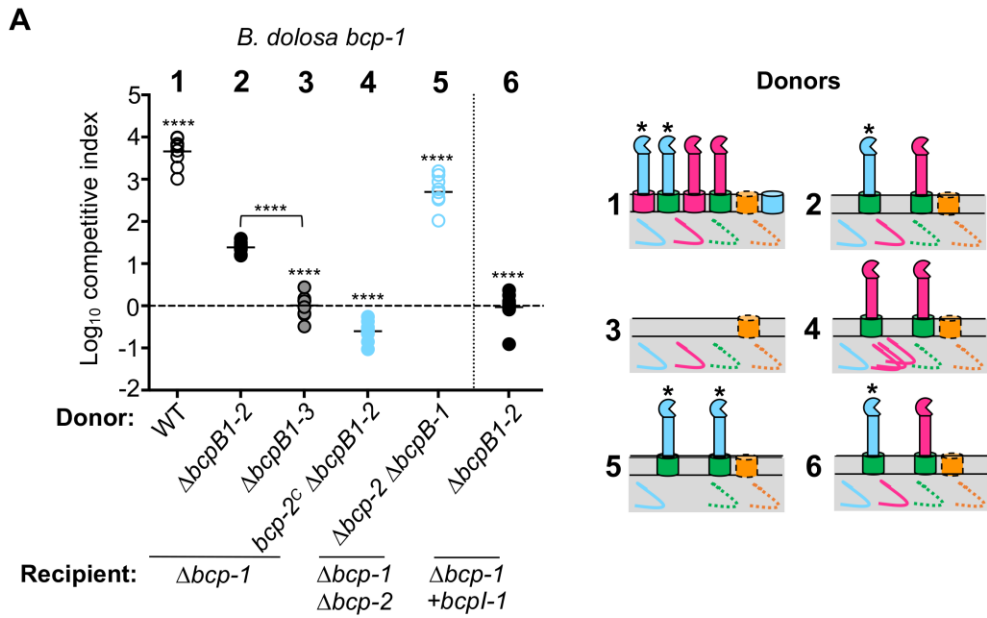 A
B. dolosa bcp-1
1 2 3 4 5 6
Log10 competitive index
5
4
3
2
1
0
-1
-2
****
****
****
****
****
****
Donor:
WT
ΔbcpB1-2
ΔbcpB1-3
bcp-2ᶜ ΔbcpB1-2
Δbcp-2 ΔbcpB-1
ΔbcpB1-2
Recipient:
Δbcp-1
Δbcp-1
Δbcp-2
Δbcp-1
+bcpI-1
Donors
* *
1
*
2
3
4
* *
5
*
6